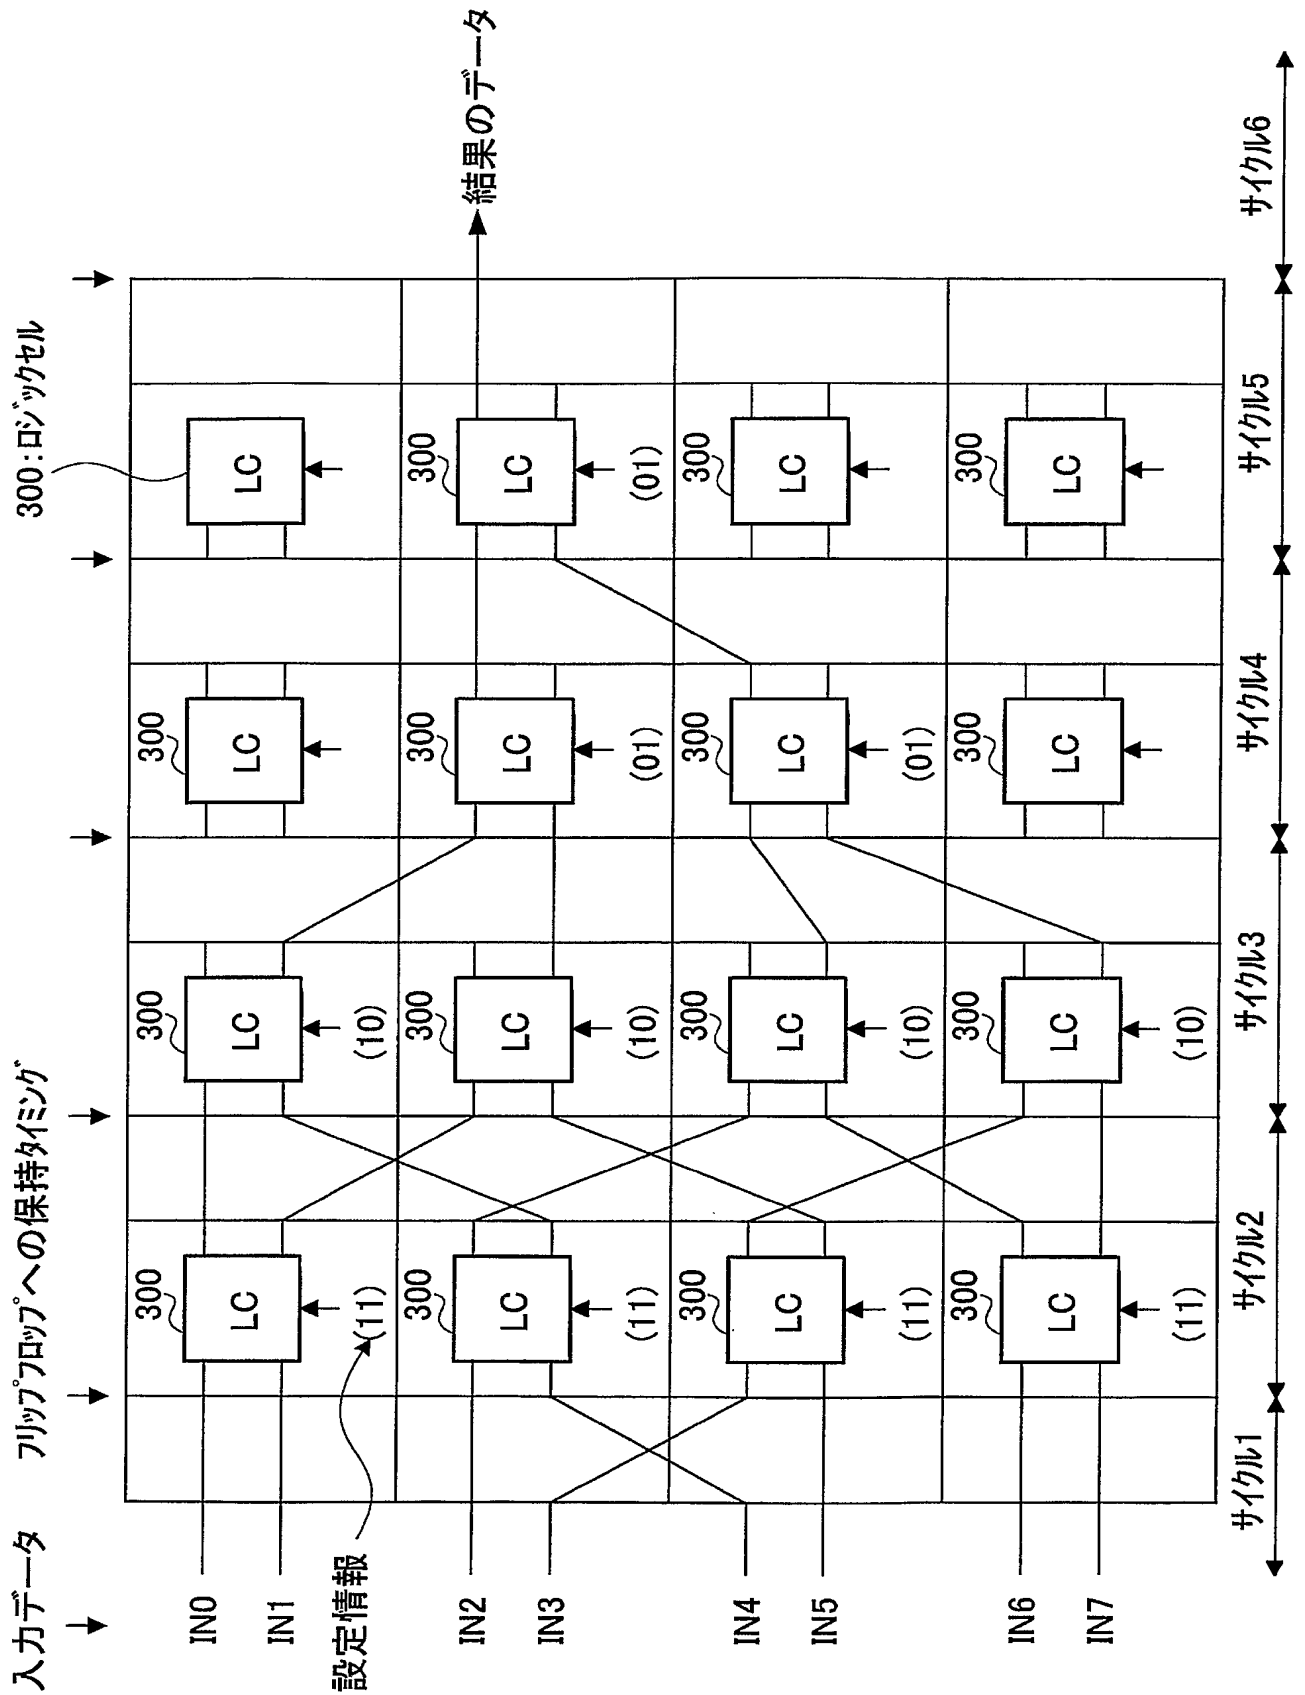 入力データ
フリップフロップへの保持タイミング
300:ロジックセル
IN0
IN1
設定情報
IN2
IN3
IN4
IN5
IN6
IN7
300
LC
(11)
300
LC
(10)
300
LC
LC
300
LC
(11)
300
LC
(10)
300
LC
(01)
300
LC
(01)
結果のデータ
300
LC
(11)
300
LC
(10)
300
LC
(01)
300
LC
300
LC
(11)
300
LC
(10)
300
LC
300
LC
サイクル1
サイクル2
サイクル3
サイクル4
サイクル5
サイクル6